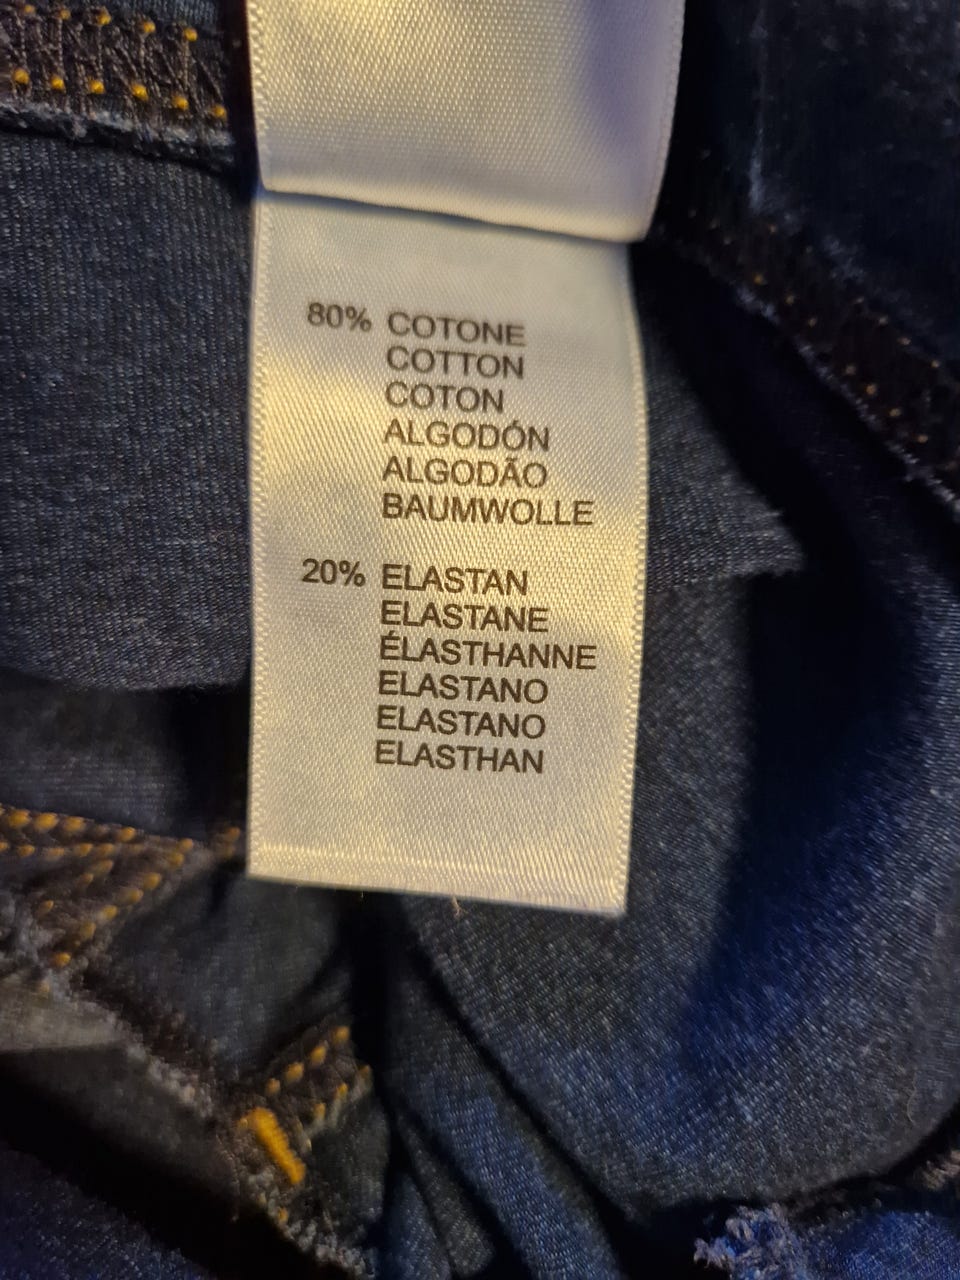 80% COTONE
COTTON
COTON
ALGODÓN
ALGODÃO
BAUMWOLLE
20% ELASTAN
ELASTANE
ÉLASTHANNE
ELASTANO
ELASTANO
ELASTHAN